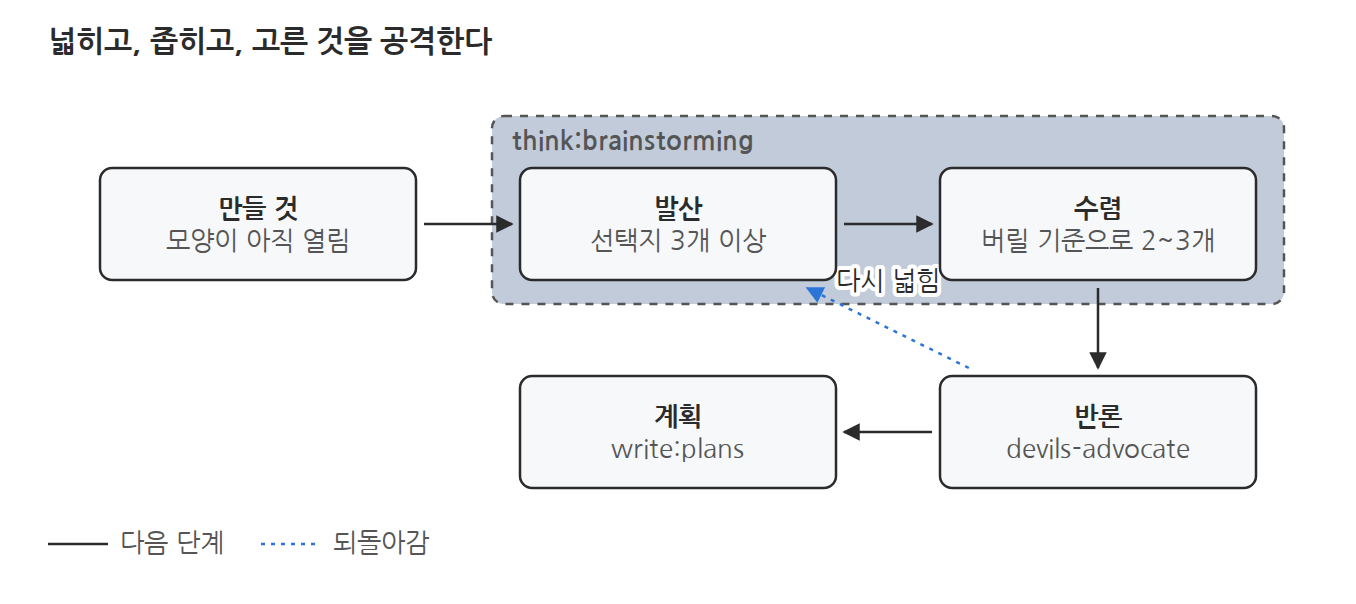 넓히고, 좁히고, 고른 것을 공격한다
think:brainstorming
만들 것
모양이 아직 열림
발산
선택지 3개 이상
수렴
버릴 기준으로 2~3개
다시 넓힘
계획
write:plans
반론
devils-advocate
다음 단계
되돌아감